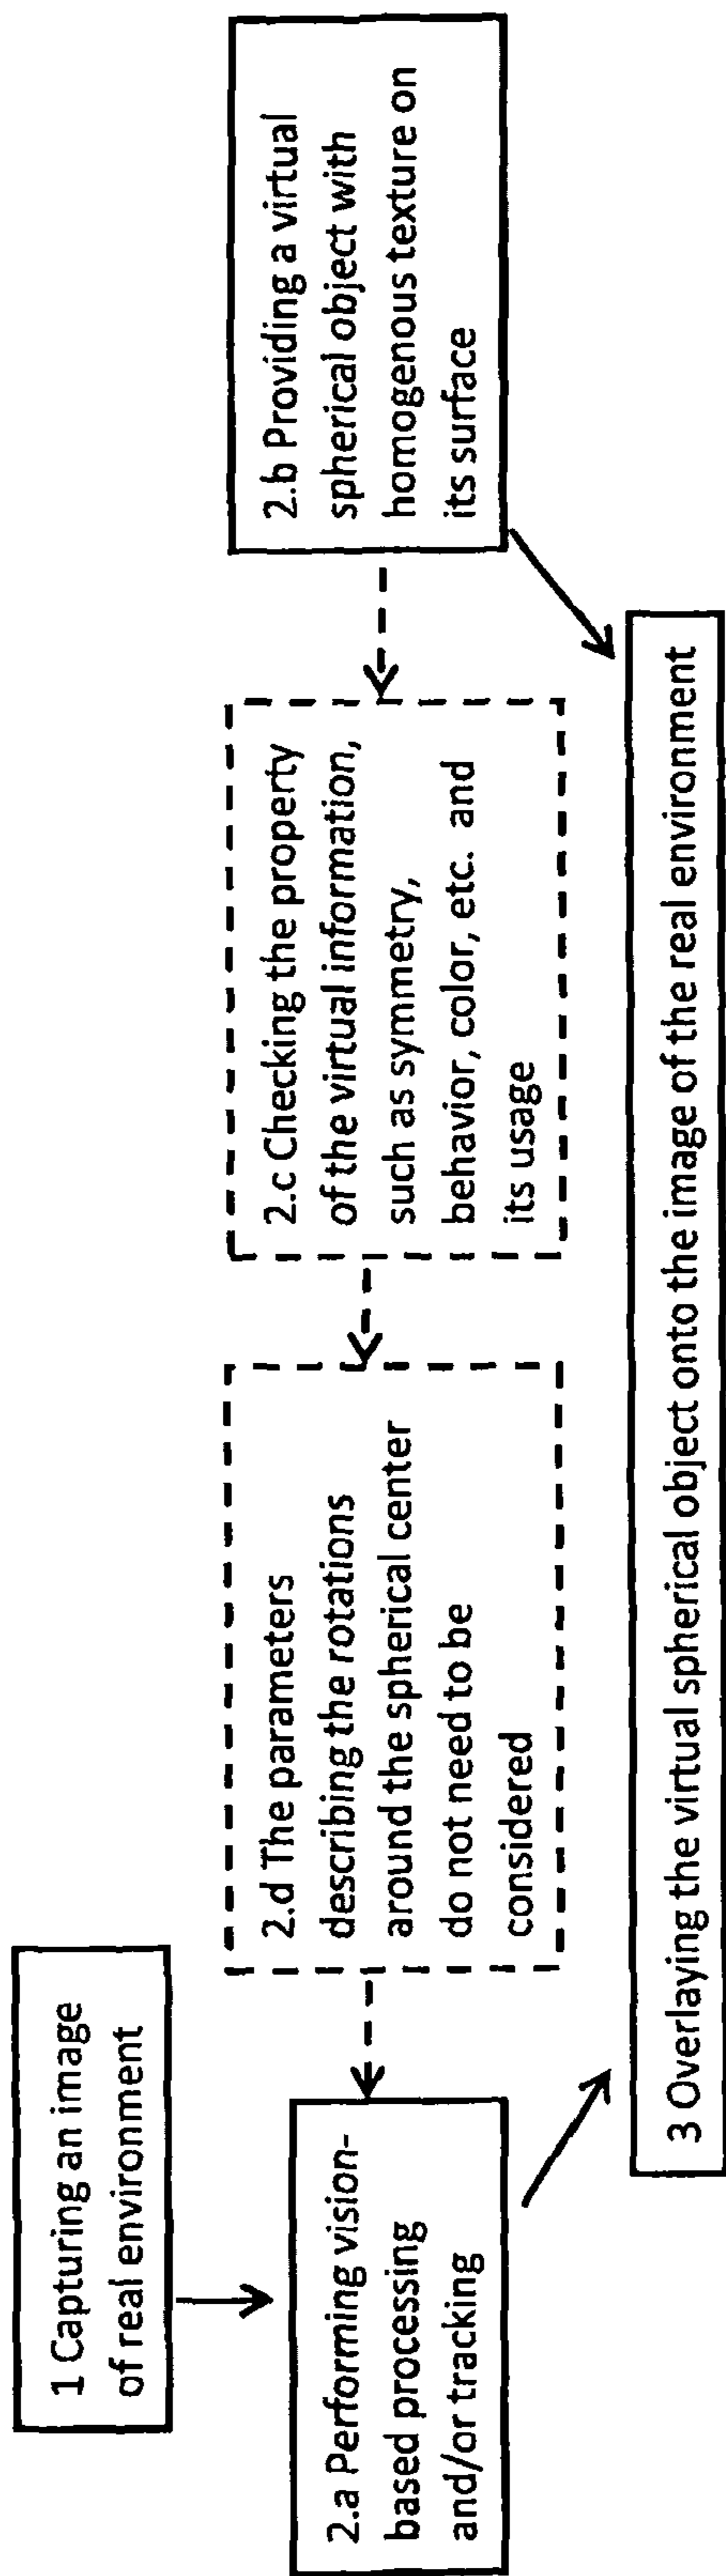 1 Capturing an image
of real environment
2.a Performing vision-
based processing
and/or tracking
2.d The parameters
describing the rotations
around the spherical center
do not need to be
considered
2.c Checking the property
of the virtual information,
such as symmetry,
behavior, color, etc. and
its usage
2.b Providing a virtual
spherical object with
homogenous texture on
its surface
3 Overlaying the virtual spherical object onto the image of the real environment